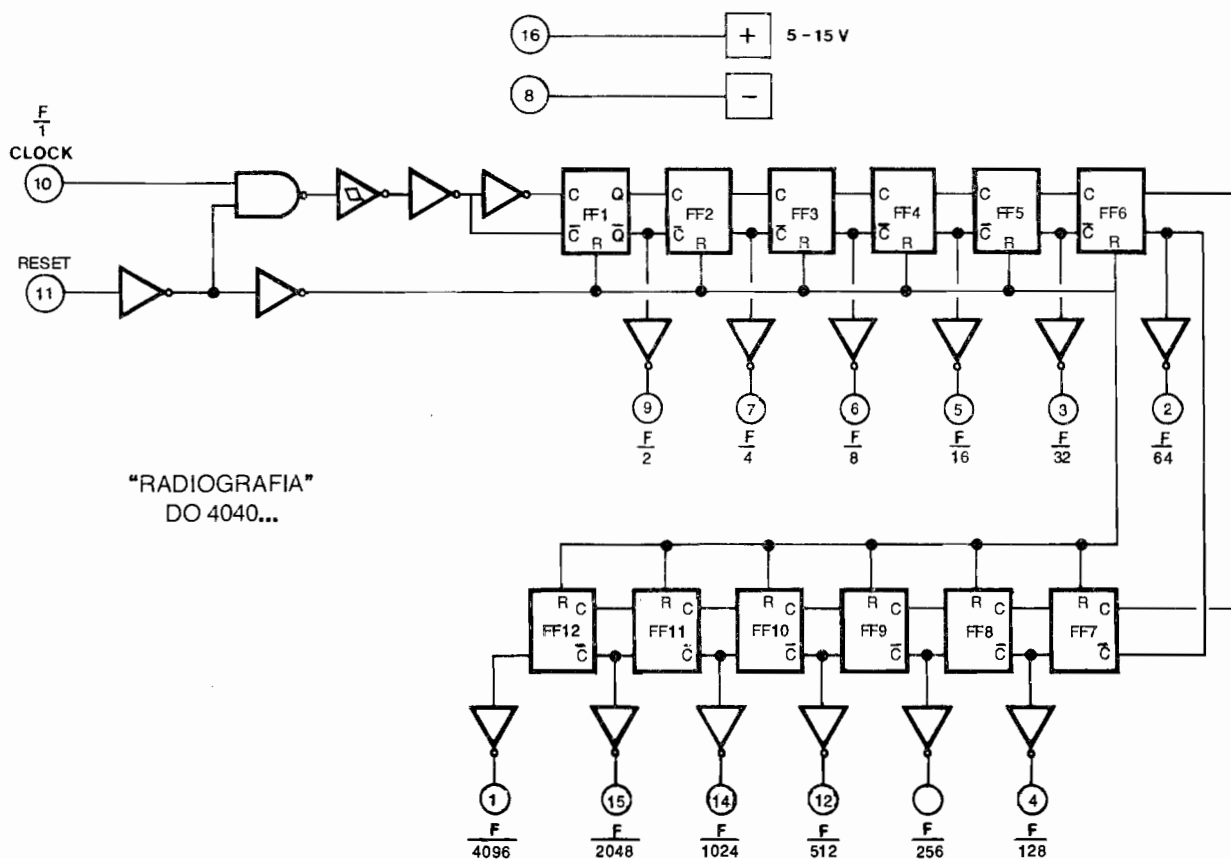 16 + 5-15 V
8 −
F
1
CLOCK
10
RESET
11
C Q
FF1
C̅ Q̅
R
C
FF2
C̅
R
C
FF3
C̅
R
C
FF4
C̅
R
C
FF5
C̅
R
C
FF6
C̅
R
9 7 6 5 3 2
F F F F F F
2 4 8 16 32 64
"RADIOGRAFIA"
DO 4040...
R C
FF12
C̅
R C
FF11
C̅
R C
FF10
C̅
R C
FF9
C̅
R C
FF8
C̅
R C
FF7
C̅
1 15 14 12 4
F F F F F F
4096 2048 1024 512 256 128